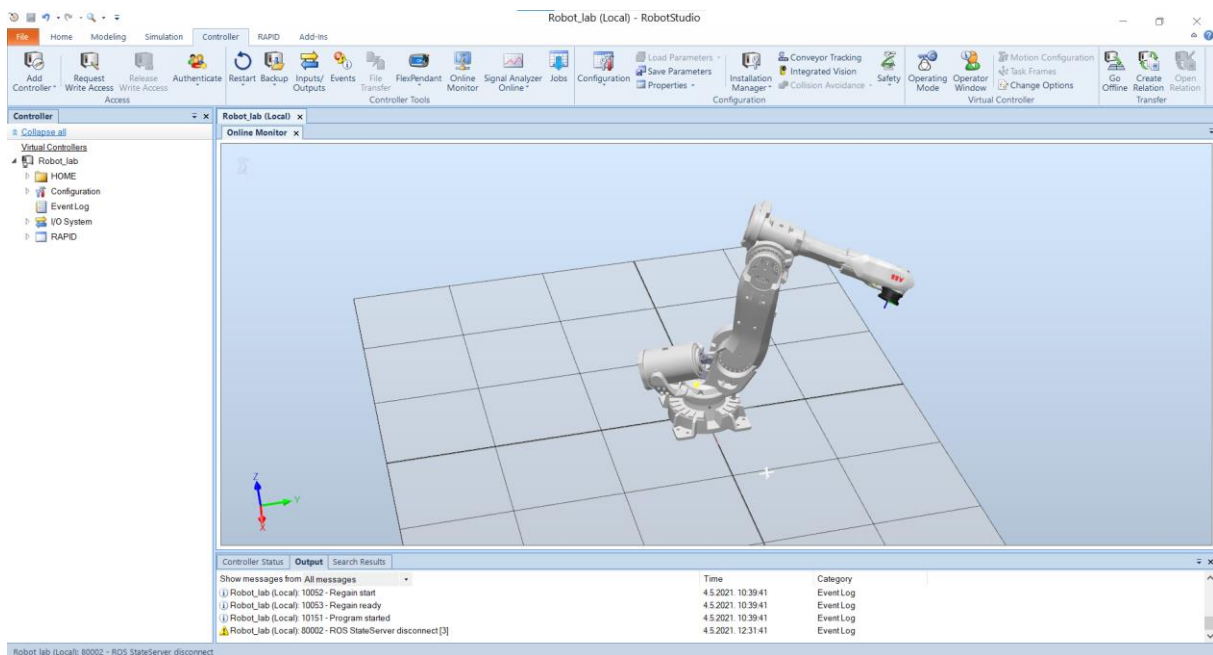 Robot_lab (Local) - RobotStudio
File Home Modeling Simulation Controller RAPID Add-Ins
Add Controller Request Write Access Release Write Access Authenticate Restart Backup Inputs/ Outputs Events File Transfer FlexPendant Online Monitor Signal Analyzer Online Jobs Configuration Load Parameters Save Parameters Properties Installation Manager Conveyor Tracking Integrated Vision Collision Avoidance Safety Operating Mode Operator Window Motion Configuration Task Frames Change Options Go Offline Create Relation Open Relation
Access Controller Tools Configuration Virtual Controller Transfer
Controller
Collapse all
Virtual Controllers
Robot_lab
HOME
Configuration
Event Log
I/O System
RAPID
Robot_lab (Local)
Online Monitor
ABB
Z
Y
X
Controller Status Output Search Results
Show messages from All messages Time Category
Robot_lab (Local): 10052 - Regain start 4.5.2021. 10:39:41 Event Log
Robot_lab (Local): 10053 - Regain ready 4.5.2021. 10:39:41 Event Log
Robot_lab (Local): 10151 - Program started 4.5.2021. 10:39:41 Event Log
Robot_lab (Local): 80002 - ROS StateServer disconnect [3] 4.5.2021. 12:31:41 Event Log
Robot lab (Local): 80002 - ROS StateServer disconnect